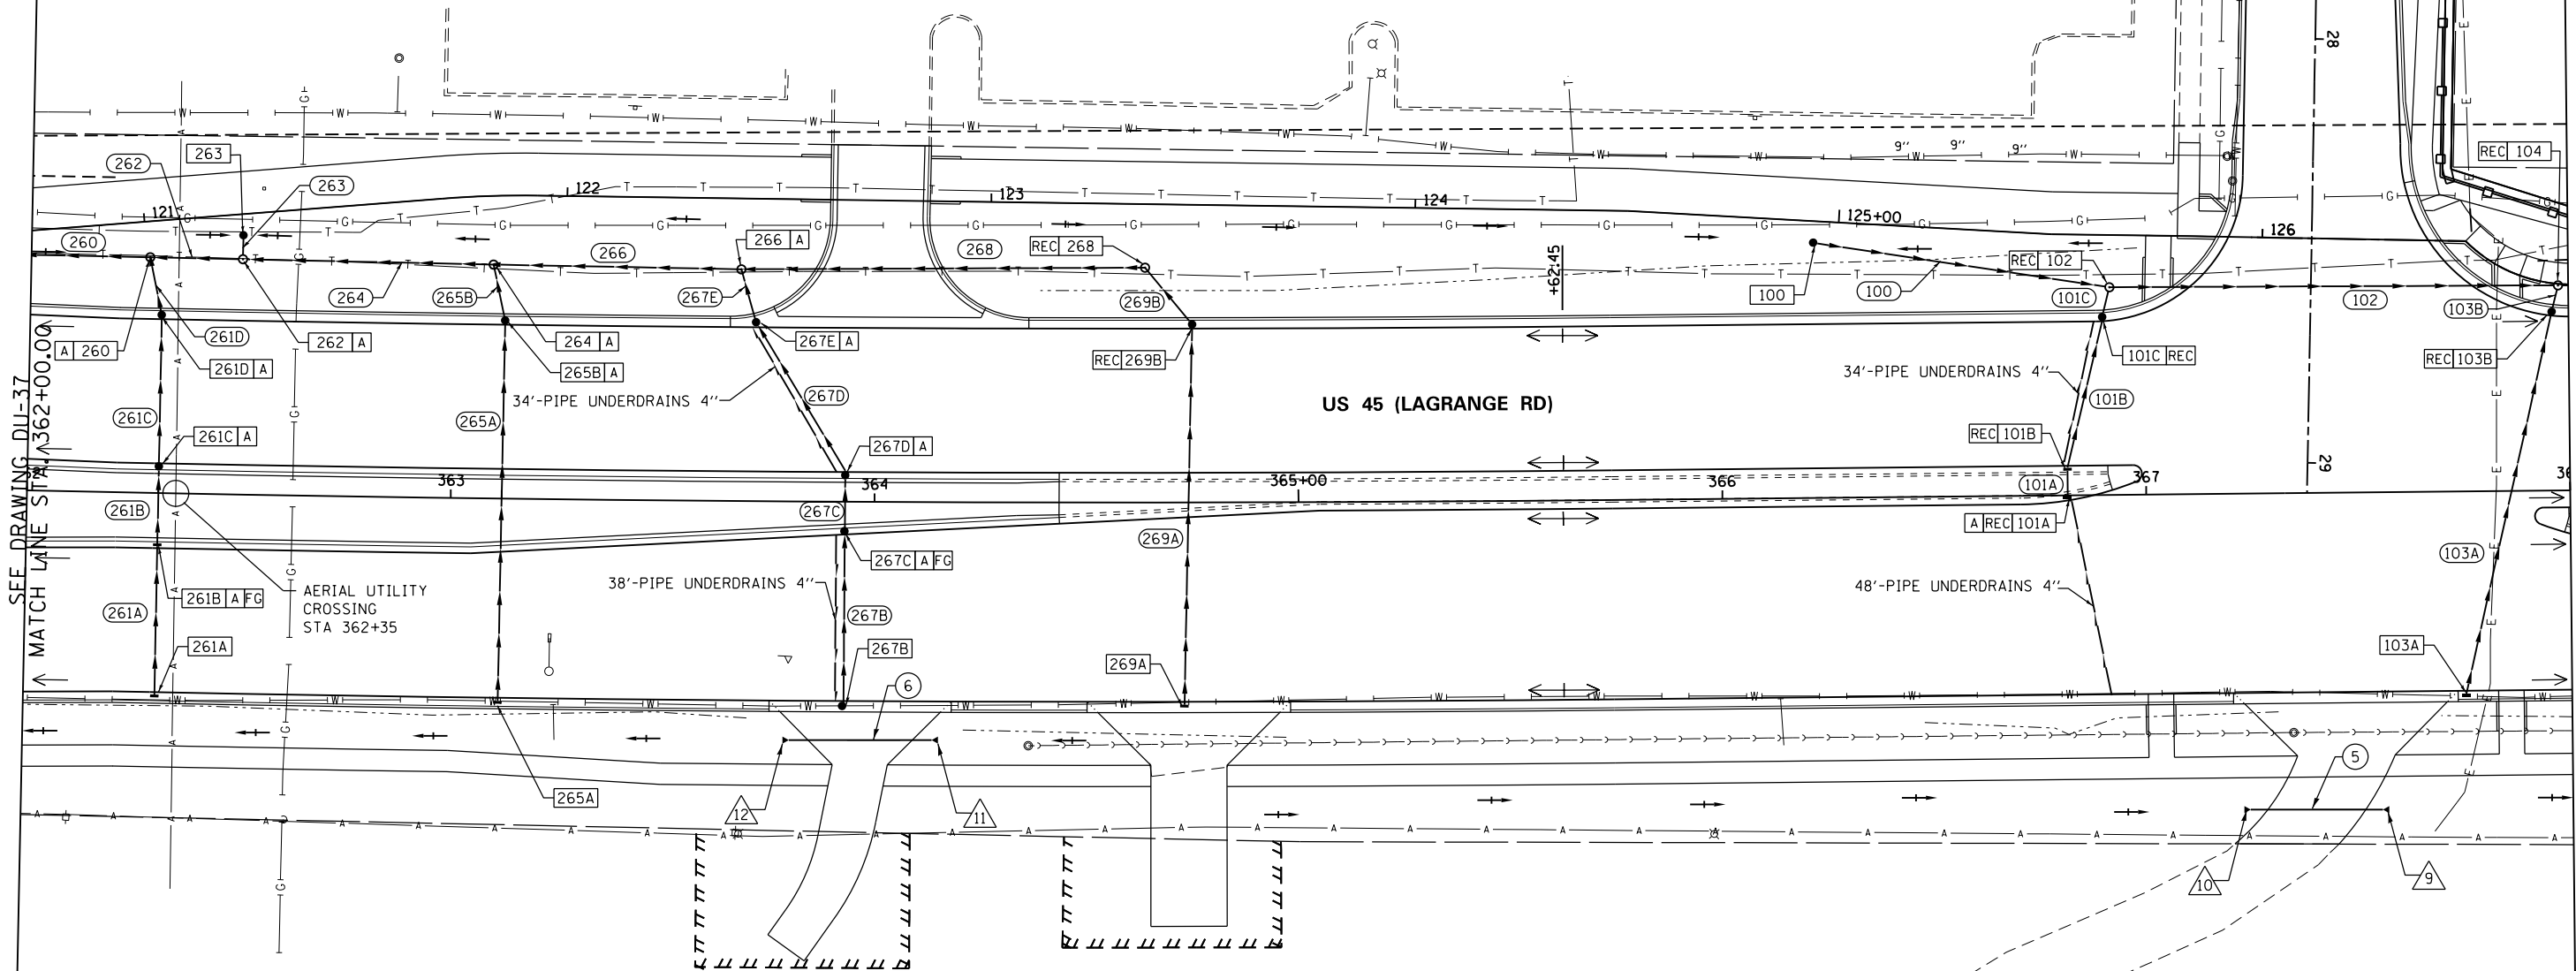 28
9'' 9'' 9''
REC 104
262
263
263
122
123
124
121
125+00
126
260
266
266 A
268
REC 268
+62.45
REC 102
264
265B
267E
269B
100
100
101C
102
103B
A 260
261D
262 A
264 A
267E A
REC 269B
101C REC
REC 103B
261D A
265B A
34'-PIPE UNDERDRAINS 4''
267D
US 45 (LAGRANGE RD)
34'-PIPE UNDERDRAINS 4''
101B
SEE DRAWING DU-37
MATCH LINE STA. 362+00.00
261C
265A
261C A
267D A
REC 101B
29
363
364
365+00
366
367
101A
261B
267C
269A
A REC 101A
267C A FG
103A
38'-PIPE UNDERDRAINS 4''
48'-PIPE UNDERDRAINS 4''
AERIAL UTILITY
CROSSING
STA 362+35
261B A FG
261A
267B
261A
267B
269A
103A
6
5
265A
12
11
10
9